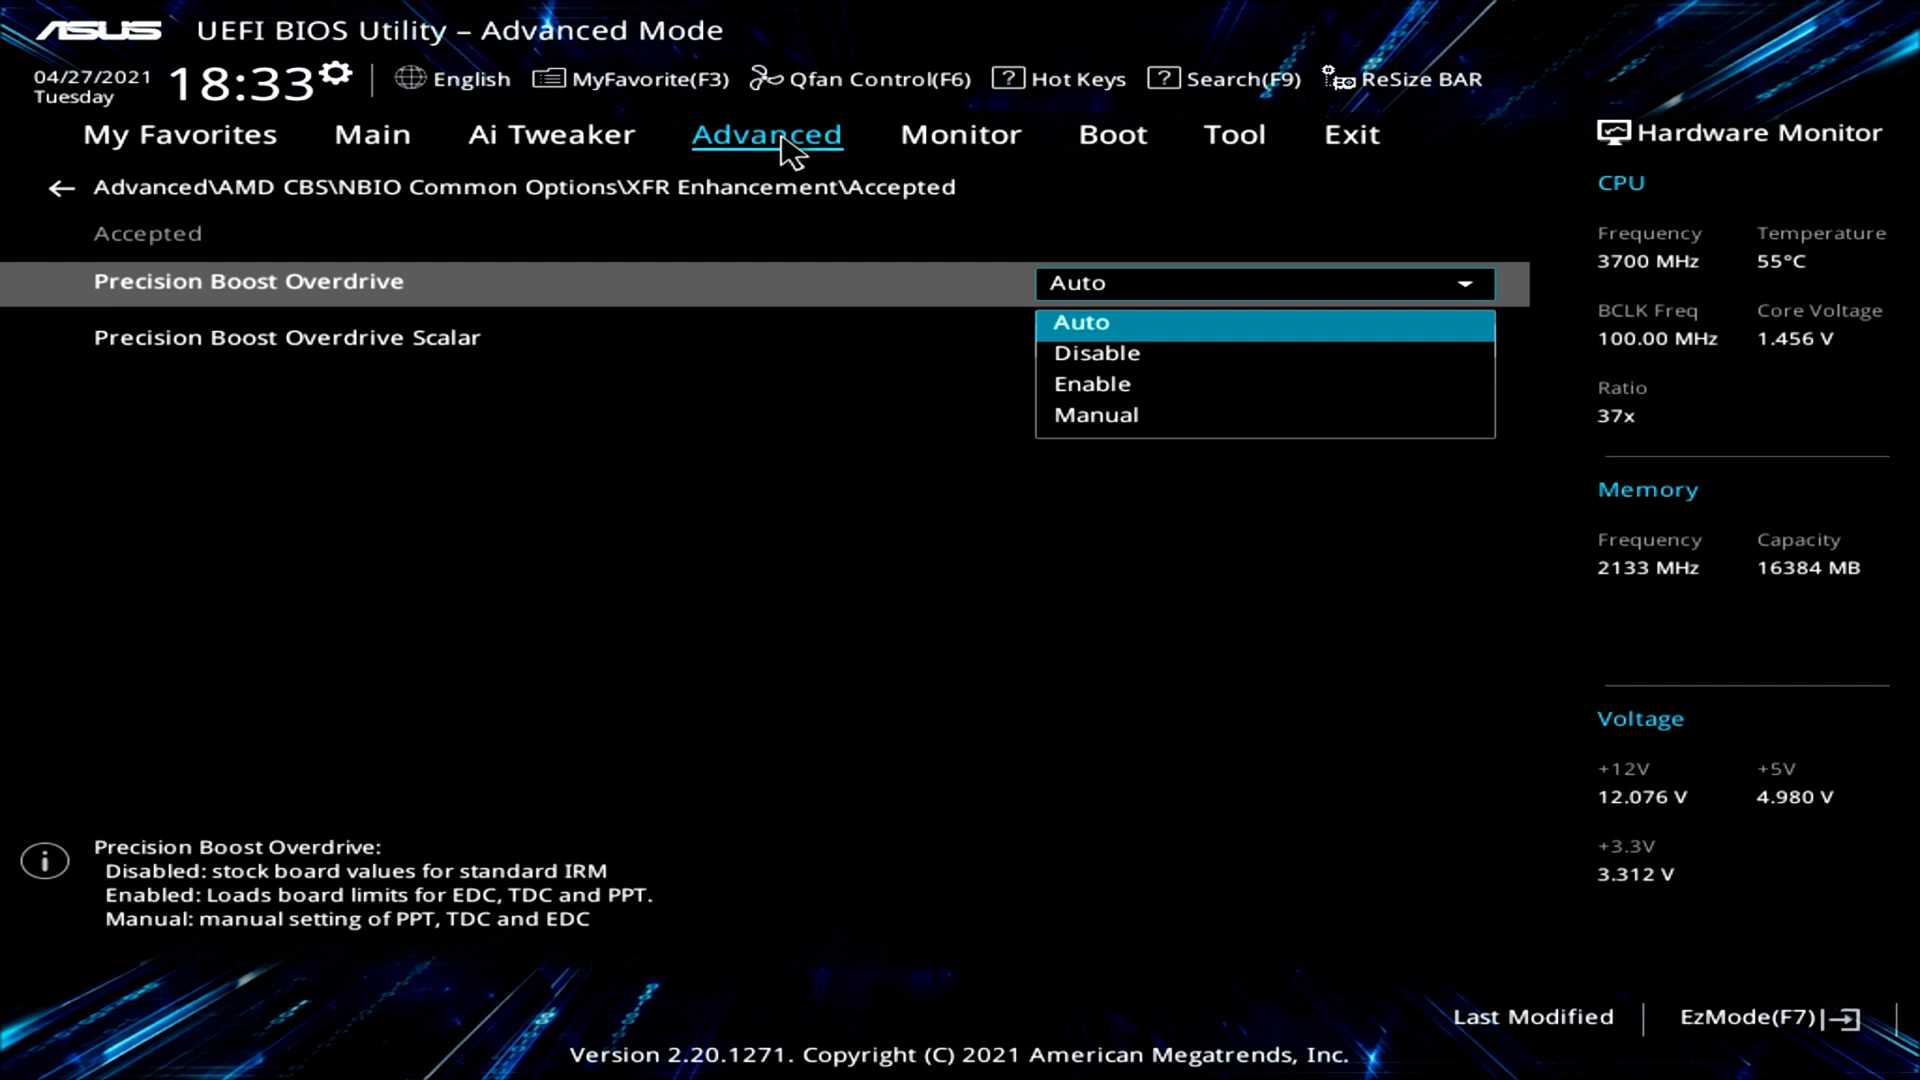 ASUS UEFI BIOS Utility – Advanced Mode
04/27/2021
Tuesday
18:33
English MyFavorite(F3) Qfan Control(F6) ? Hot Keys ? Search(F9) ReSize BAR
My Favorites Main Ai Tweaker Advanced Monitor Boot Tool Exit
Advanced\AMD CBS\NBIO Common Options\XFR Enhancement\Accepted
Accepted
Precision Boost Overdrive Auto
Auto
Precision Boost Overdrive Scalar
Disable
Enable
Manual
Hardware Monitor
CPU
Frequency Temperature
3700 MHz 55°C
BCLK Freq Core Voltage
100.00 MHz 1.456 V
Ratio
37x
Memory
Frequency Capacity
2133 MHz 16384 MB
Voltage
+12V +5V
12.076 V 4.980 V
+3.3V
3.312 V
i
Precision Boost Overdrive:
Disabled: stock board values for standard IRM
Enabled: Loads board limits for EDC, TDC and PPT.
Manual: manual setting of PPT, TDC and EDC
Last Modified EzMode(F7)
Version 2.20.1271. Copyright (C) 2021 American Megatrends, Inc.